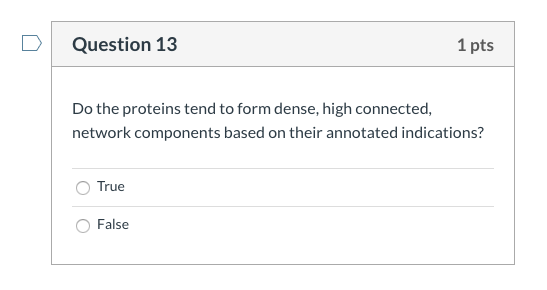 Question 13
1 pts
Do the proteins tend to form dense, high connected,
network components based on their annotated indications?
True
False